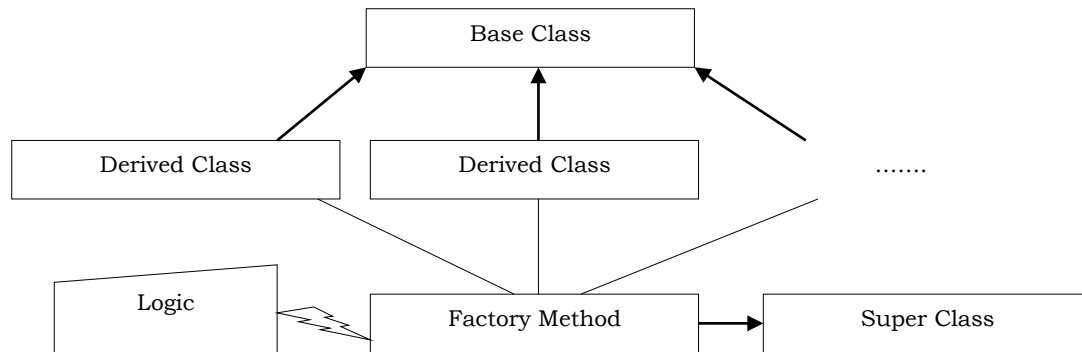 Base Class
Derived Class
Derived Class
.......
Logic
Factory Method
Super Class